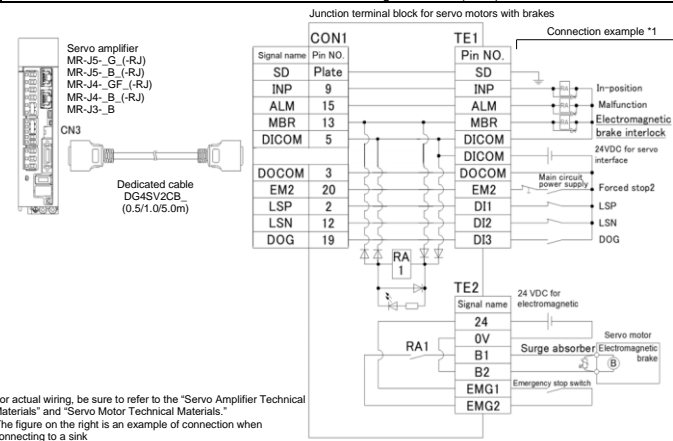 Junction terminal block for servo motors with brakes
Connection example *1
Servo amplifier
MR-J5-_G_(-RJ)
MR-J5-_B_(-RJ)
MR-J4-_GF_(-RJ)
MR-J4-_B_(-RJ)
MR-J3-_B
CN3
Dedicated cable
DG4SV2CB_
(0.5/1.0/5.0m)
CON1
Signal name Pin NO.
SD Plate
INP 9
ALM 15
MBR 13
DICOM 5
DOCOM 3
EM2 20
LSP 2
LSN 12
DOG 19
RA
1
TE1
Pin NO.
SD
INP
ALM
MBR
DICOM
DICOM
DOCOM
EM2
DI1
DI2
DI3
RA
RA
RA
In-position
Malfunction
Electromagnetic
brake interlock
24VDC for servo
interface
Main circuit
power supply
Forced stop2
LSP
LSN
DOG
TE2
Signal name
24
0V
B1
B2
EMG1
EMG2
RA1
24 VDC for
electromagnetic
Surge absorber
Servo motor
Electromagnetic
brake
B
Emergency stop switch
or actual wiring, be sure to refer to the “Servo Amplifier Technical
Materials” and “Servo Motor Technical Materials.”
The figure on the right is an example of connection when
onnecting to a sink